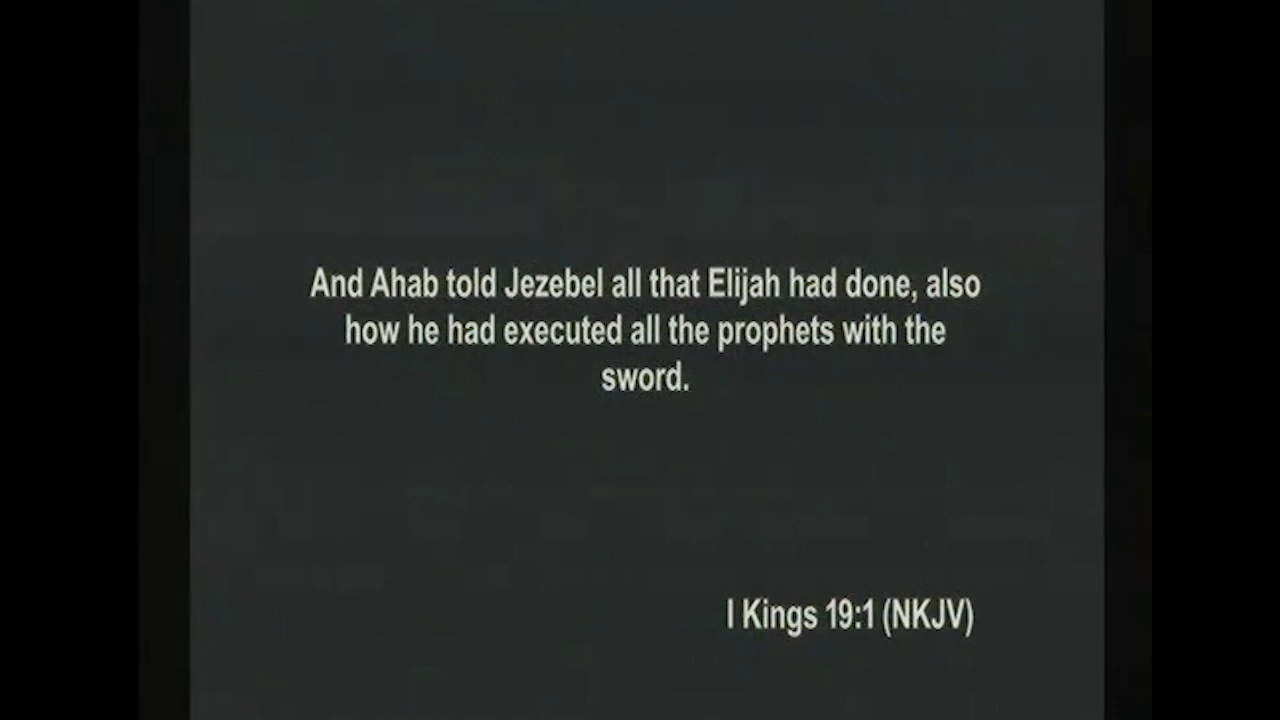 And Ahab told Jezebel all that Elijah had done, also
how he had executed all the prophets with the
sword.
I Kings 19:1 (NKJV)